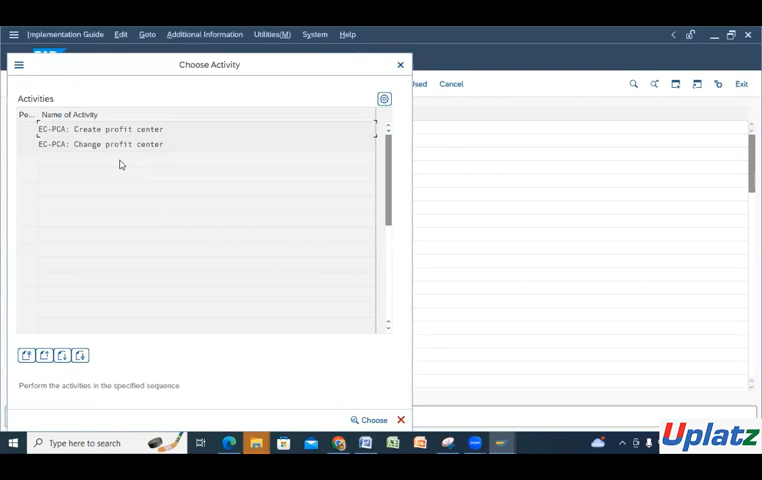 Implementation Guide Edit Goto Additional Information Utilities(M) System Help
Choose Activity
Used Cancel Exit
Activities
Pe... Name of Activity
EC-PCA: Create profit center
EC-PCA: Change profit center
Perform the activities in the specified sequence
Choose
Type here to search
Uplatz